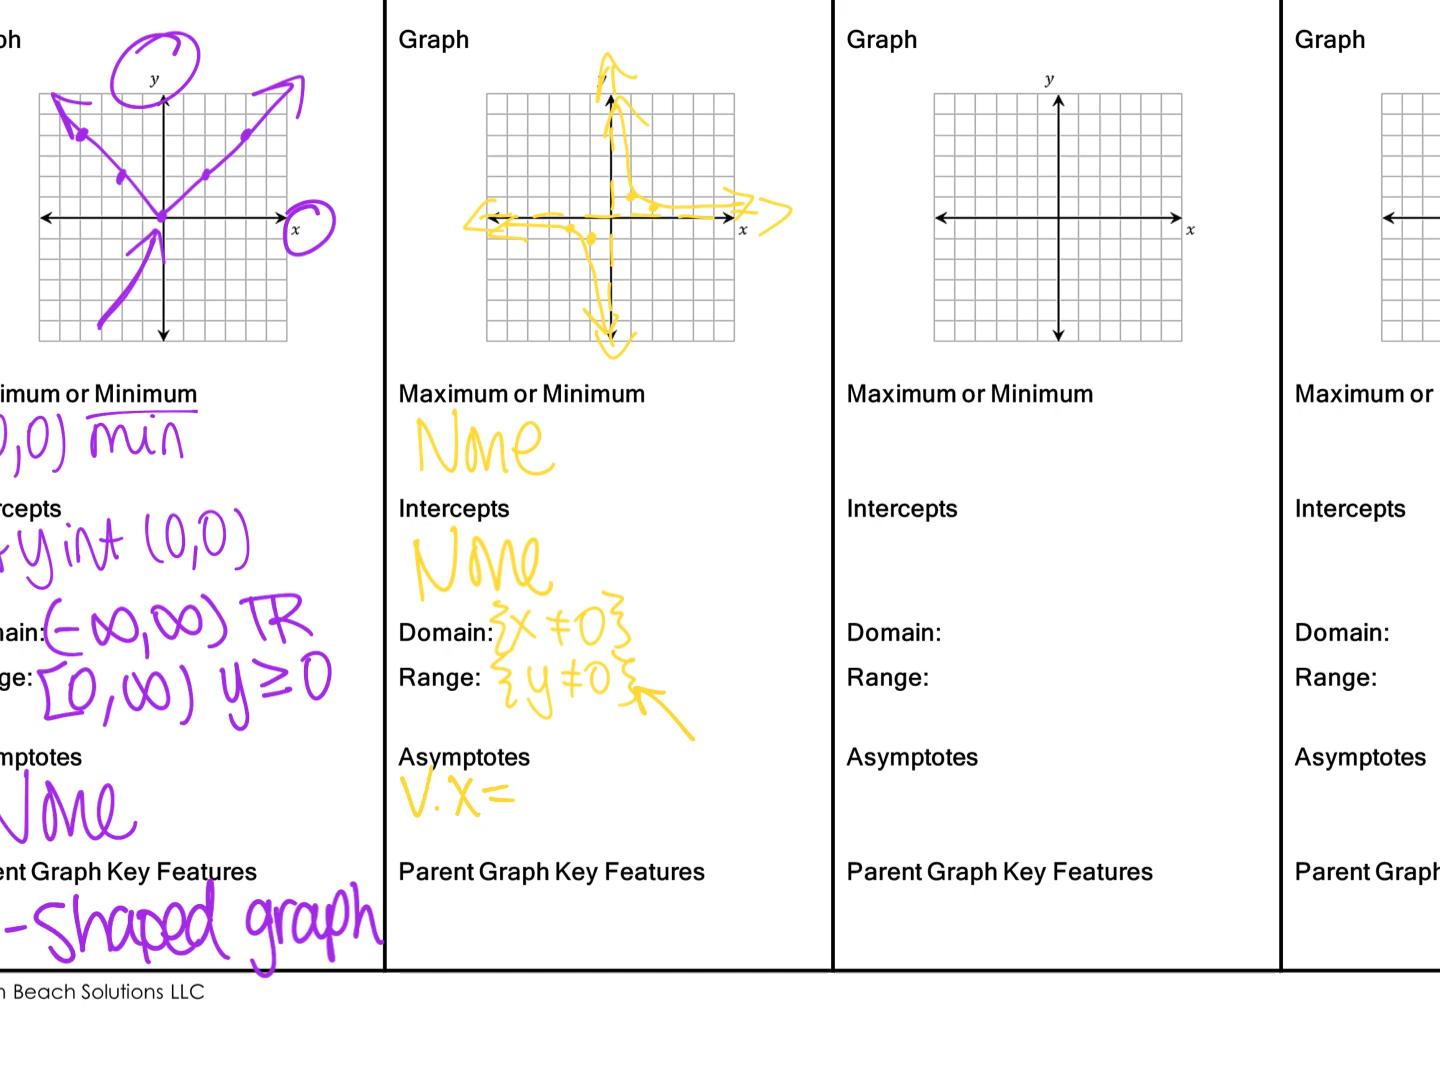 ph
y
x
imum or Minimum
0,0) min
rcepts
yint (0,0)
main: (-∞,∞) ℝ
ge: [0,∞) y≥0
mptotes
None
ent Graph Key Features
-shaped graph
n Beach Solutions LLC
Graph
y
x
Maximum or Minimum
None
Intercepts
None
Domain: {x ≠0}
Range: {y≠0}
Asymptotes
V. x=
Parent Graph Key Features
Graph
y
x
Maximum or Minimum
Intercepts
Domain:
Range:
Asymptotes
Parent Graph Key Features
Graph
Maximum or
Intercepts
Domain:
Range:
Asymptotes
Parent Graph